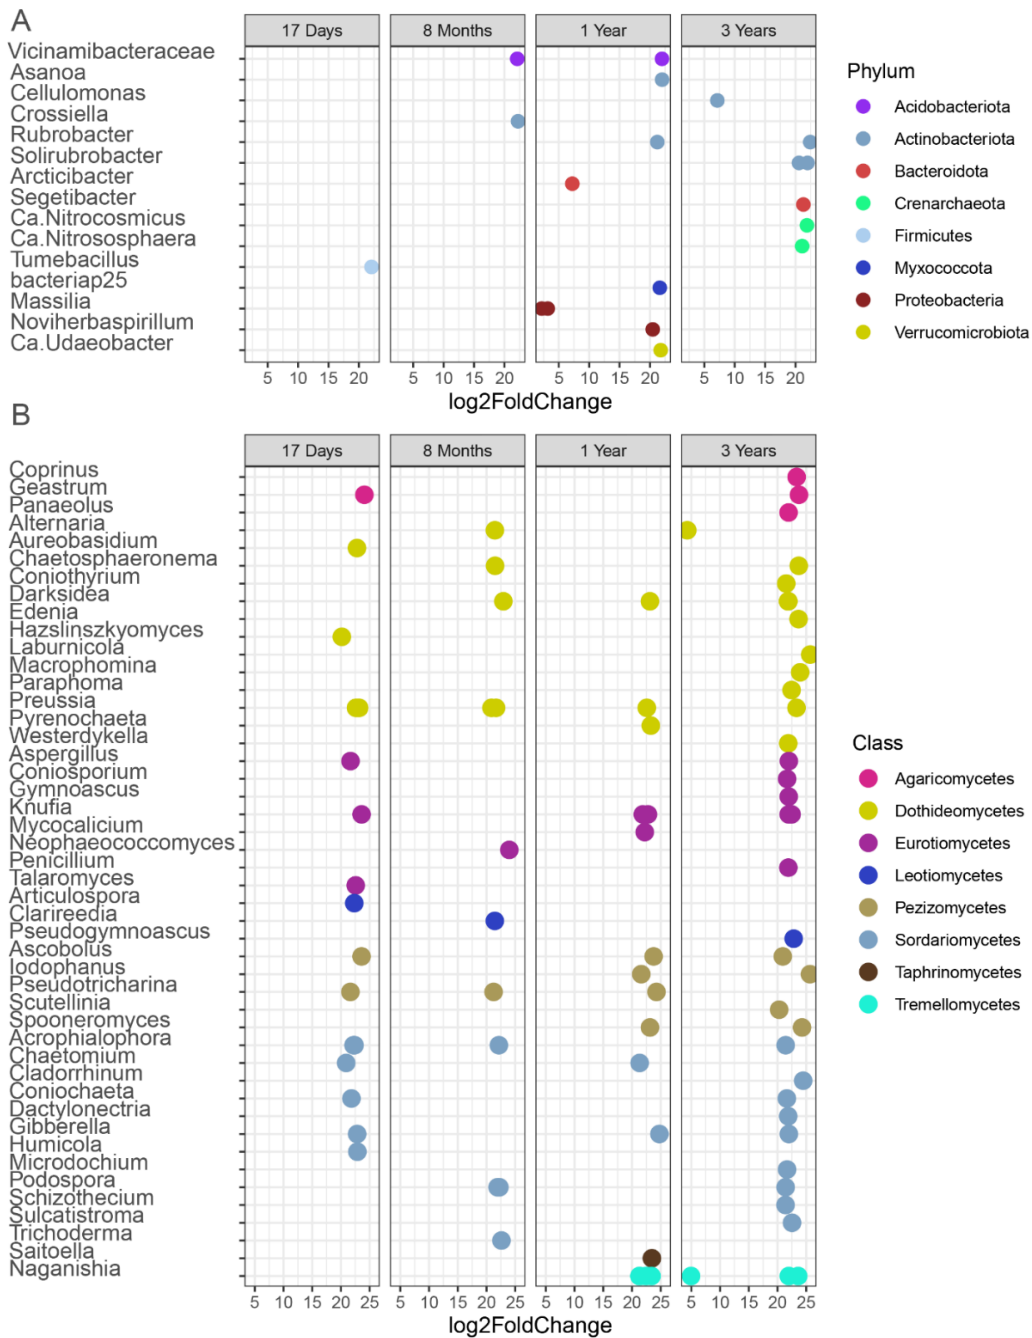 A
17 Days 8 Months 1 Year 3 Years
Vicinamibacteraceae
Asanoa
Cellulomonas
Crossiella
Rubrobacter
Solirubrobacter
Arcticibacter
Segetibacter
Ca.Nitrocosmicus
Ca.Nitrososphaera
Tumebacillus
bacteriap25
Massilia
Noviherbaspirillum
Ca.Udaeobacter
5 10 15 20 5 10 15 20 5 10 15 20 5 10 15 20
log2FoldChange
Phylum
Acidobacteriota
Actinobacteriota
Bacteroidota
Crenarchaeota
Firmicutes
Myxococcota
Proteobacteria
Verrucomicrobiota
B
17 Days 8 Months 1 Year 3 Years
Coprinus
Geastrum
Panaeolus
Alternaria
Aureobasidium
Chaetosphaeronema
Coniothyrium
Darksidea
Edenia
Hazslinszkyomyces
Laburnicola
Macrophomina
Paraphoma
Preussia
Pyrenochaeta
Westerdykella
Aspergillus
Coniosporium
Gymnoascus
Knufia
Mycocalicium
Neophaeococcomyces
Penicillium
Talaromyces
Articulospora
Clarireedia
Pseudogymnoascus
Ascobolus
Iodophanus
Pseudotricharina
Scutellinia
Spooneromyces
Acrophialophora
Chaetomium
Cladorrhinum
Coniochaeta
Dactylonectria
Gibberella
Humicola
Microdochium
Podospora
Schizothecium
Sulcatistroma
Trichoderma
Saitoella
Naganishia
5 10 15 20 25 5 10 15 20 25 5 10 15 20 25 5 10 15 20 25
log2FoldChange
Class
Agaricomycetes
Dothideomycetes
Eurotiomycetes
Leotiomycetes
Pezizomycetes
Sordariomycetes
Taphrinomycetes
Tremellomycetes